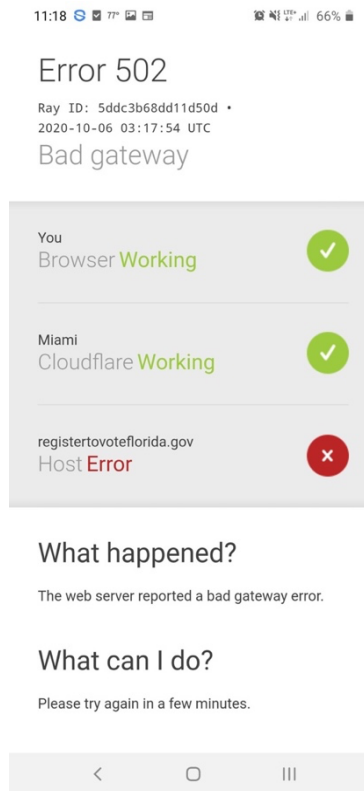 11:18 77° LTE+ 66%
Error 502
Ray ID: 5ddc3b68dd11d50d •
2020-10-06 03:17:54 UTC
Bad gateway
You
Browser Working
Miami
Cloudflare Working
registertovoteflorida.gov
Host Error
What happened?
The web server reported a bad gateway error.
What can I do?
Please try again in a few minutes.